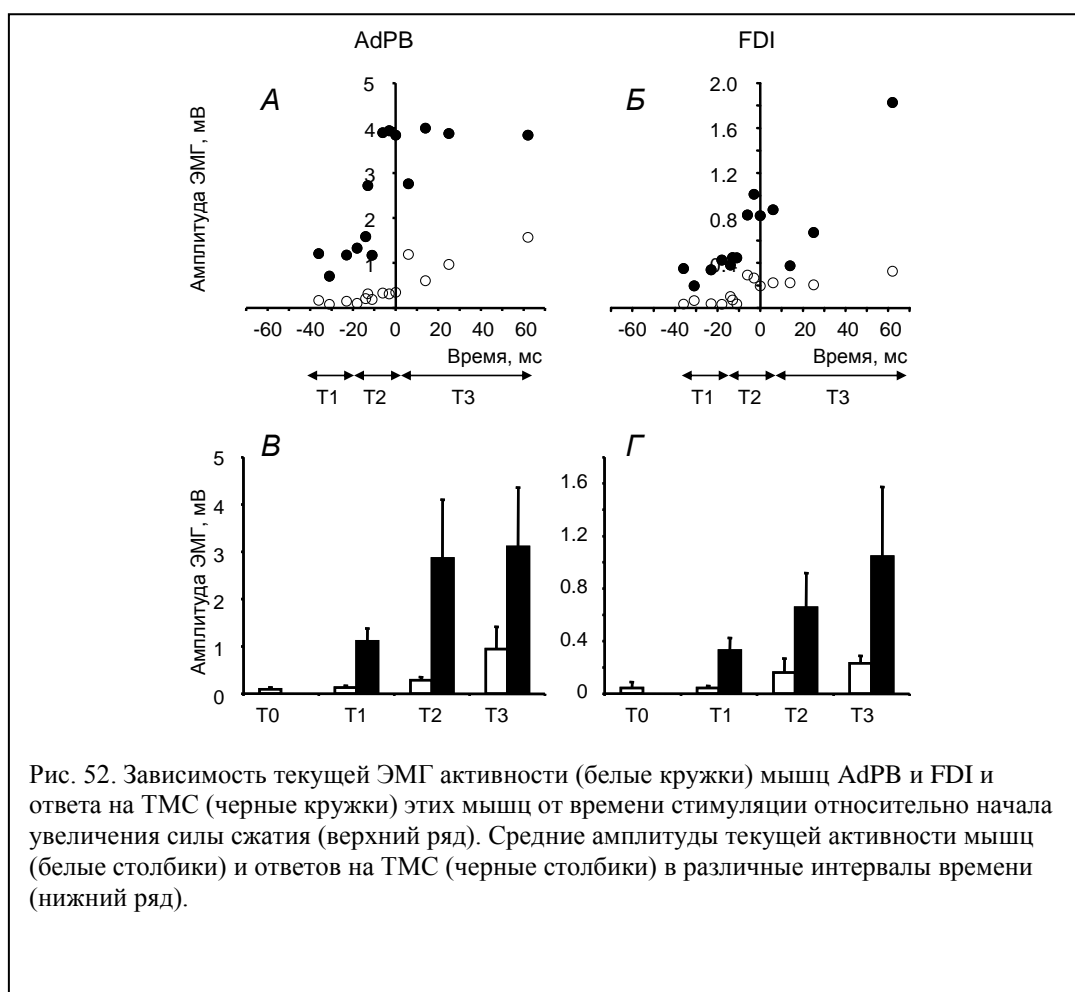 AdPB
FDI
А
Б
Амплитуда ЭМГ, мВ
5
4
3
2
1
0
2.0
1.6
1.2
0.8
0
-60 -40 -20 0 20 40 60
-60 -40 -20 0 20 40 60
Время, мс
Время, мс
T1 T2 T3
T1 T2 T3
В
Г
Амплитуда ЭМГ, мВ
5
4
3
2
1
0
1.6
1.2
0.8
0.4
0
T0 T1 T2 T3
T0 T1 T2 T3
Рис. 52. Зависимость текущей ЭМГ активности (белые кружки) мышц AdPB и FDI и
ответа на ТМС (черные кружки) этих мышц от времени стимуляции относительно начала
увеличения силы сжатия (верхний ряд). Средние амплитуды текущей активности мышц
(белые столбики) и ответов на ТМС (черные столбики) в различные интервалы времени
(нижний ряд).